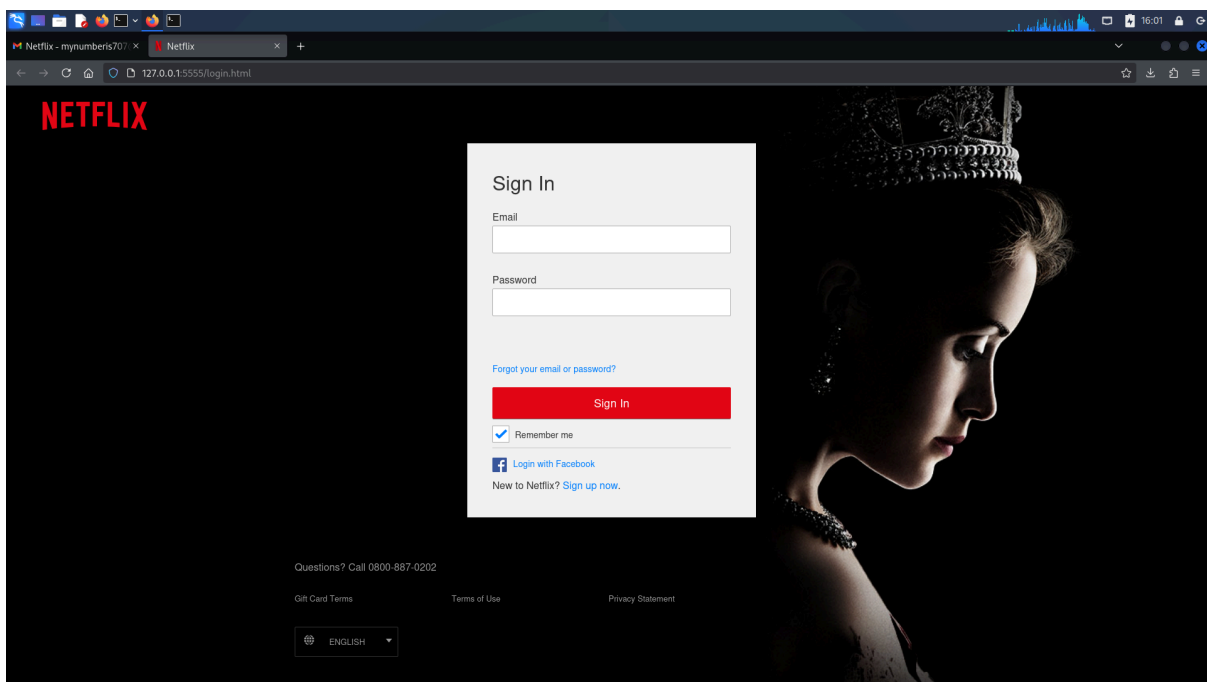 16:01
Netflix - mynumberis707
Netflix
127.0.0.1:5555/login.html
NETFLIX
Sign In
Email
Password
Forgot your email or password?
Sign In
Remember me
Login with Facebook
New to Netflix? Sign up now.
Questions? Call 0800-887-0202
Gift Card Terms Terms of Use Privacy Statement
ENGLISH